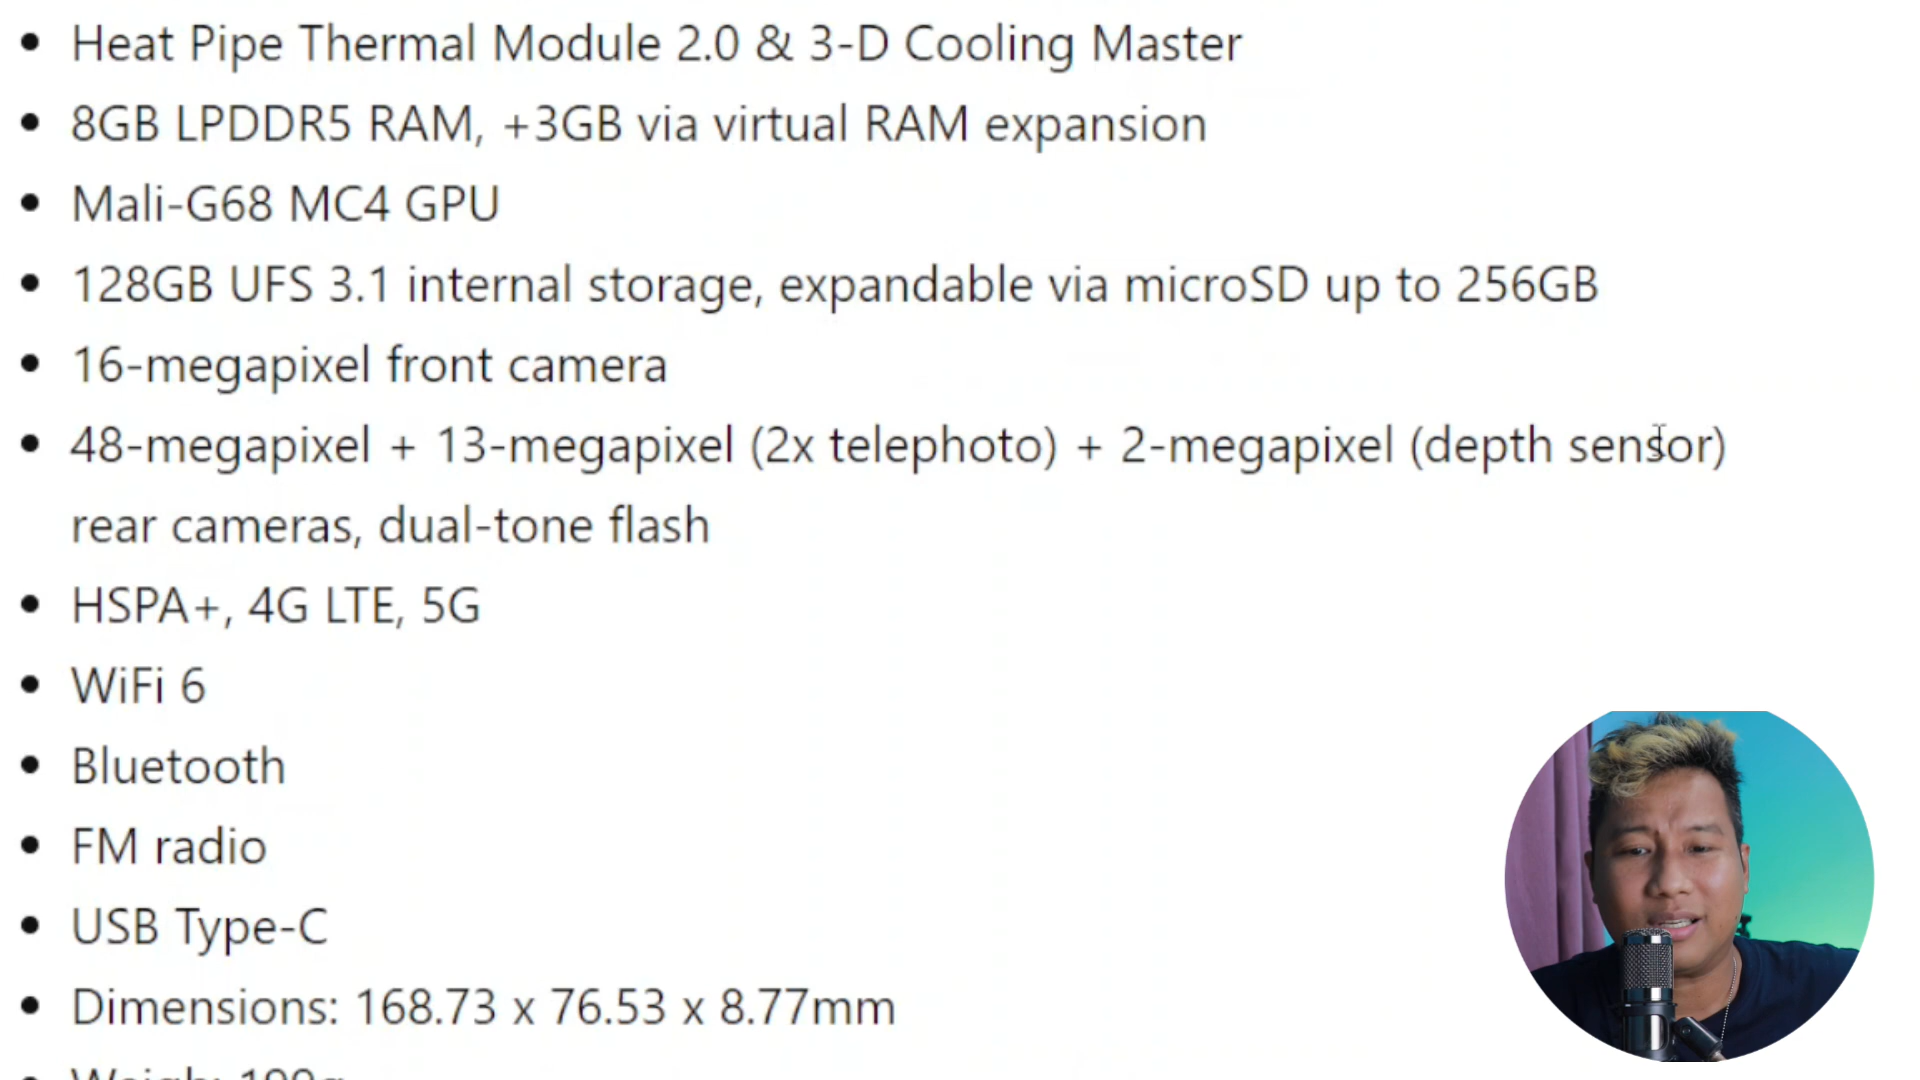 Heat Pipe Thermal Module 2.0 & 3-D Cooling Master
8GB LPDDR5 RAM, +3GB via virtual RAM expansion
Mali-G68 MC4 GPU
128GB UFS 3.1 internal storage, expandable via microSD up to 256GB
16-megapixel front camera
48-megapixel + 13-megapixel (2x telephoto) + 2-megapixel (depth sensor)
rear cameras, dual-tone flash
HSPA+, 4G LTE, 5G
WiFi 6
Bluetooth
FM radio
USB Type-C
Dimensions: 168.73 x 76.53 x 8.77mm